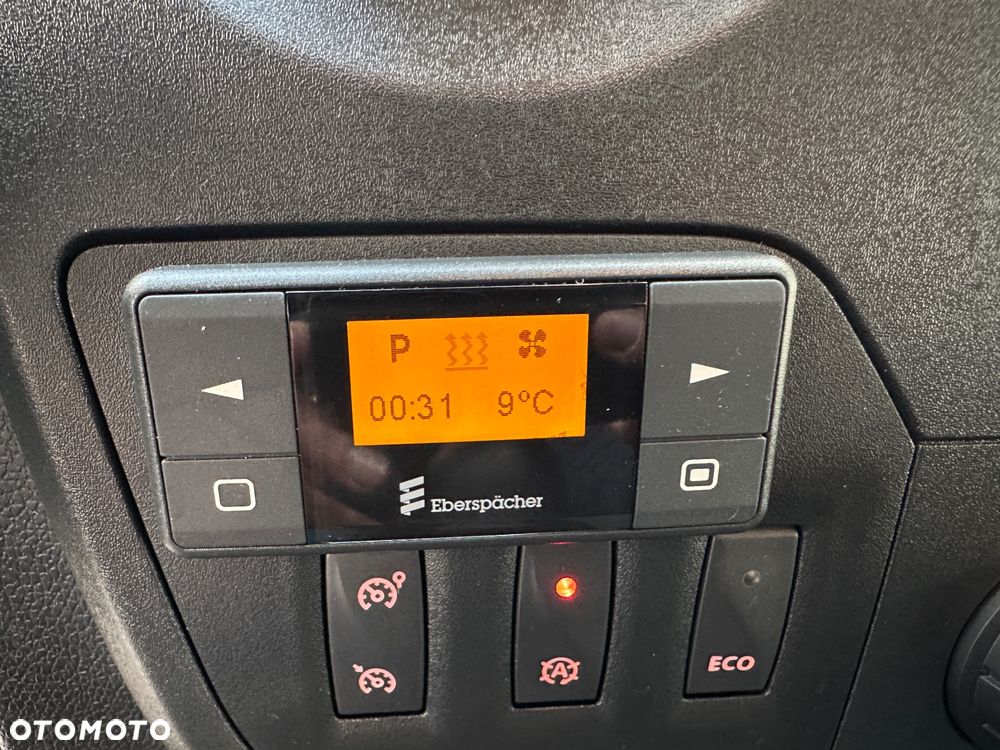 P
00:31 9°C
Eberspächer
A
ECO
OTOMOTO